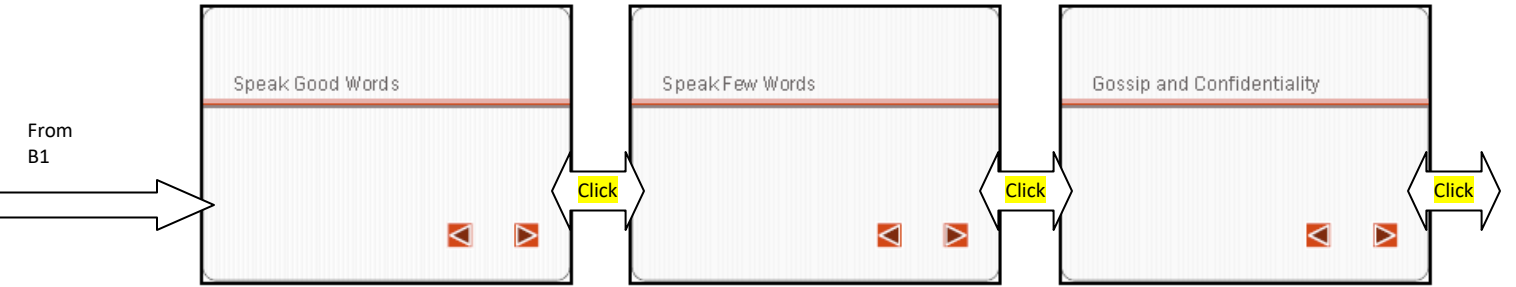 Speak Good Words
Speak Few Words
Gossip and Confidentiality
From
B1
Click
Click
Click